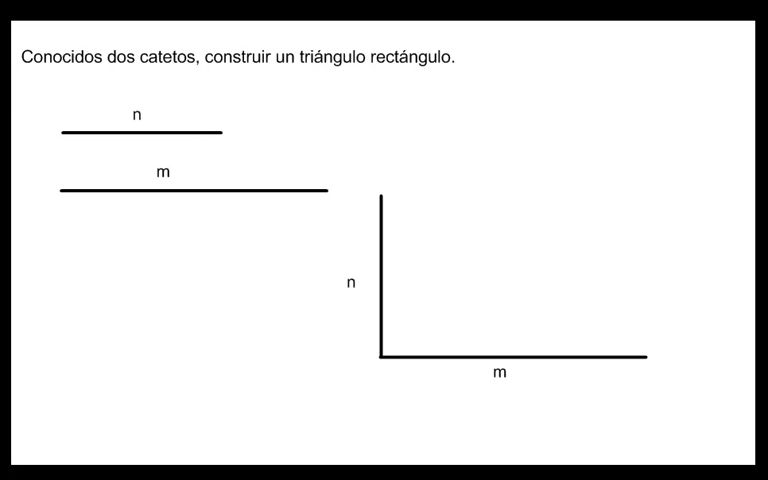 Conocidos dos catetos, construir un triángulo rectángulo.
n
m
n
m